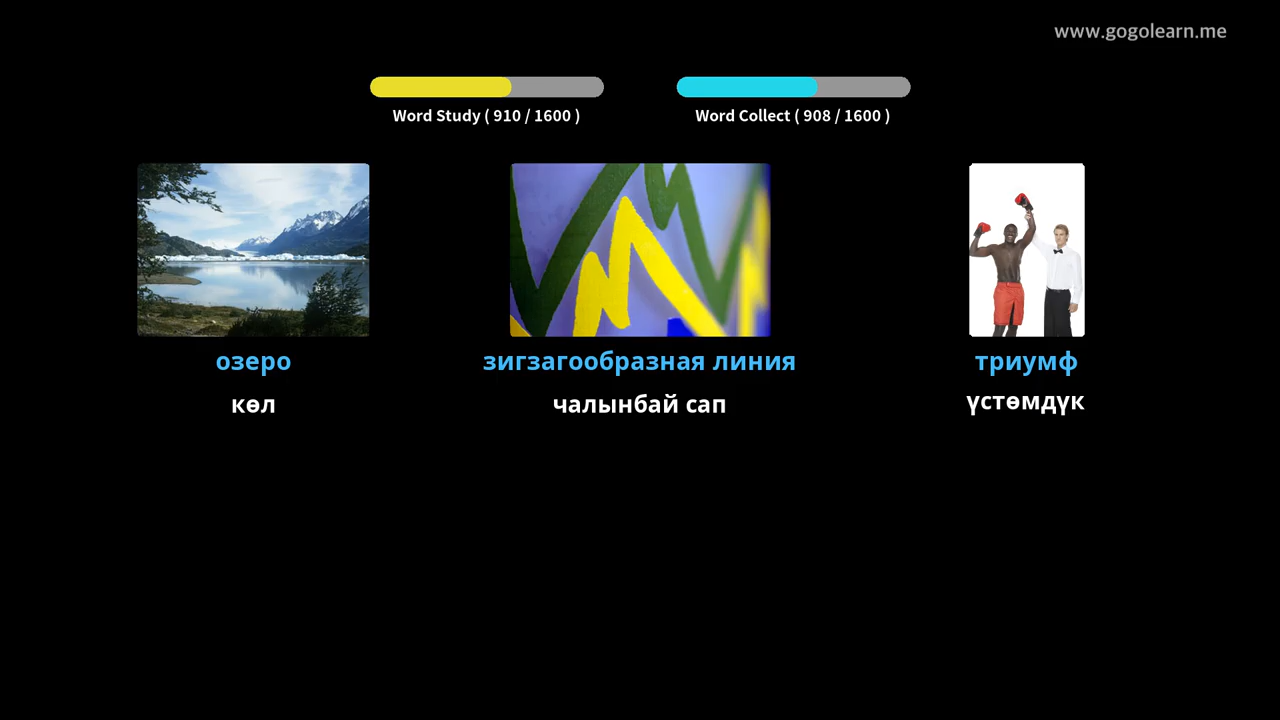 www.gogolearn.me
Word Study ( 910 / 1600 )
Word Collect ( 908 / 1600 )
озеро
зигзагообразная линия
триумф
көл
чалынбай сап
үстөмдүк